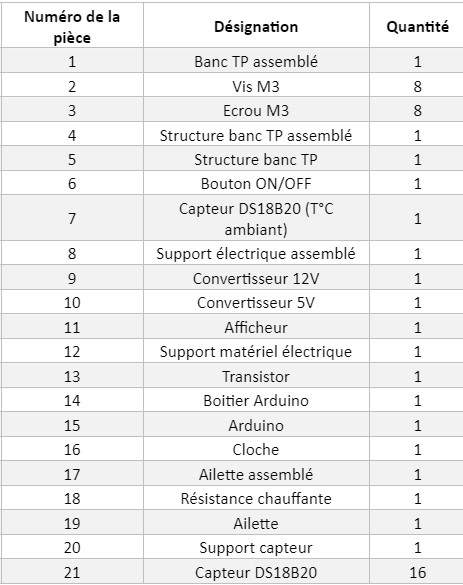 Numéro de la pièce Désignation Quantité
1 Banc TP assemblé 1
2 Vis M3 8
3 Ecrou M3 8
4 Structure banc TP assemblé 1
5 Structure banc TP 1
6 Bouton ON/OFF 1
7 Capteur DS18B20 (T°C ambiant) 1
8 Support électrique assemblé 1
9 Convertisseur 12V 1
10 Convertisseur 5V 1
11 Afficheur 1
12 Support matériel électrique 1
13 Transistor 1
14 Boitier Arduino 1
15 Arduino 1
16 Cloche 1
17 Ailette assemblé 1
18 Résistance chauffante 1
19 Ailette 1
20 Support capteur 1
21 Capteur DS18B20 16